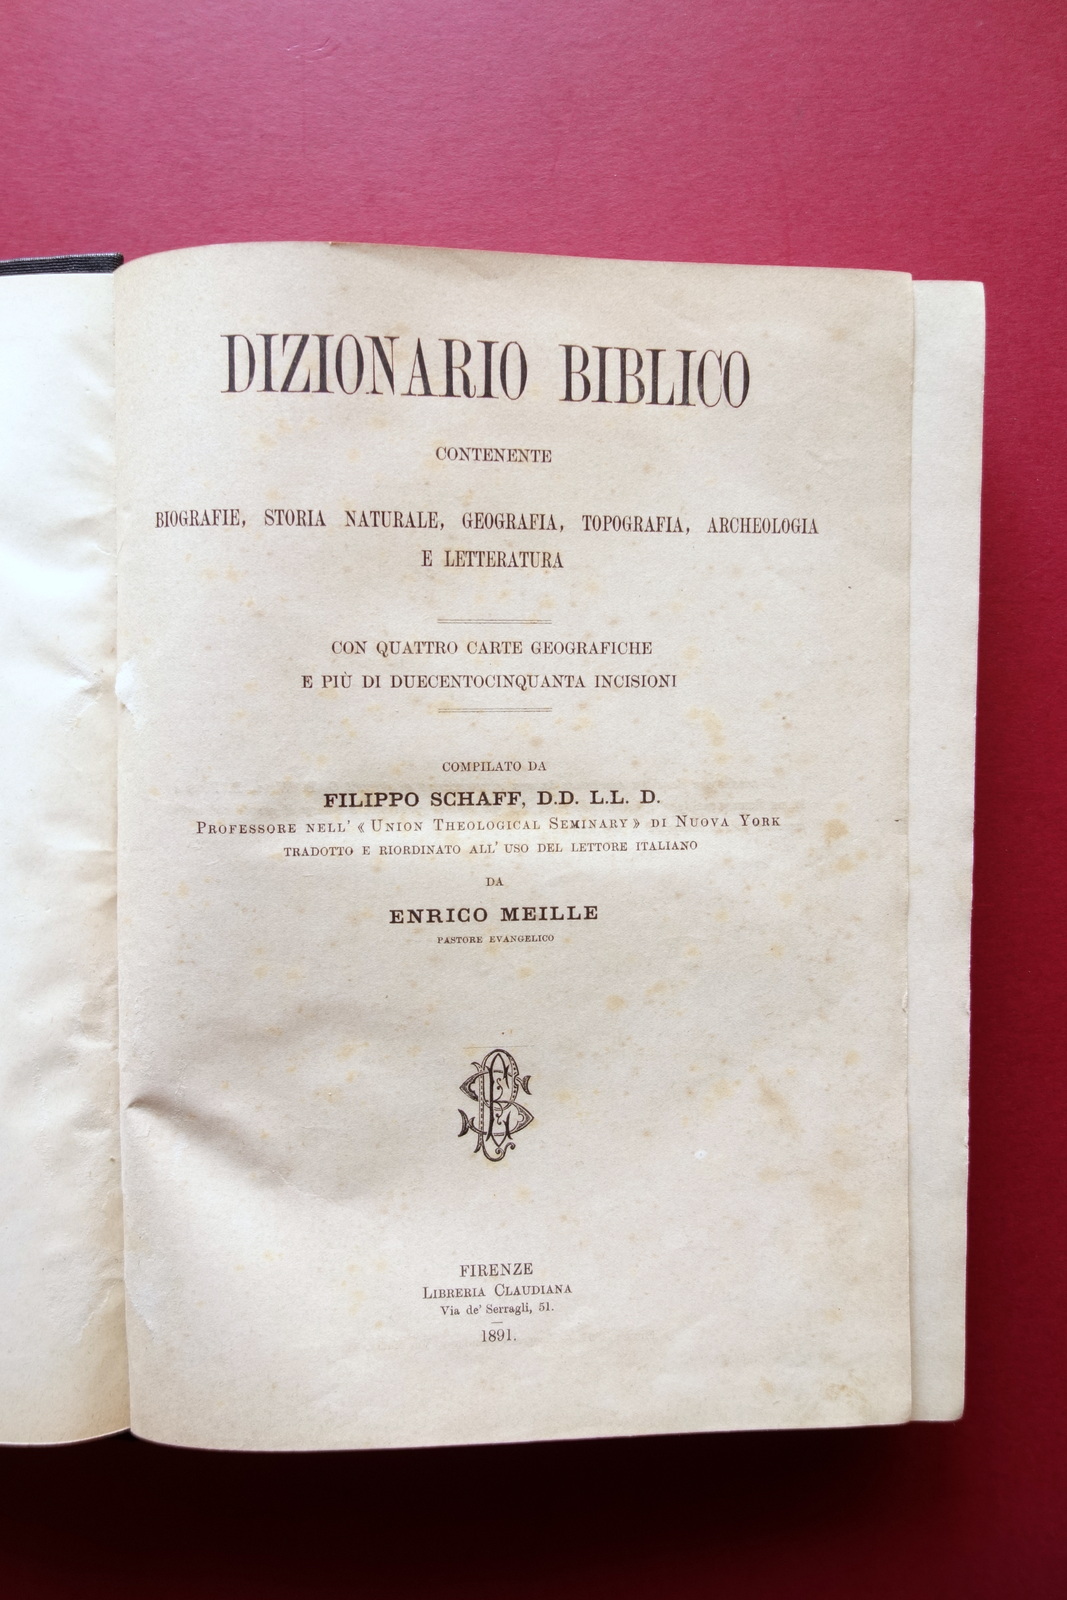 DIZIONARIO BIBLICO
CONTENENTE
BIOGRAFIE, STORIA NATURALE, GEOGRAFIA, TOPOGRAFIA, ARCHEOLOGIA
E LETTERATURA
CON QUATTRO CARTE GEOGRAFICHE
E PIÙ DI DUECENTOCINQUANTA INCISIONI
COMPILATO DA
FILIPPO SCHAFF, D.D. L.L. D.
PROFESSORE NELL' « UNION THEOLOGICAL SEMINARY » DI NUOVA YORK
TRADOTTO E RIORDINATO ALL' USO DEL LETTORE ITALIANO
DA
ENRICO MEILLE
PASTORE EVANGELICO
FIRENZE
LIBRERIA CLAUDIANA
Via de' Serragli, 51.
1891.